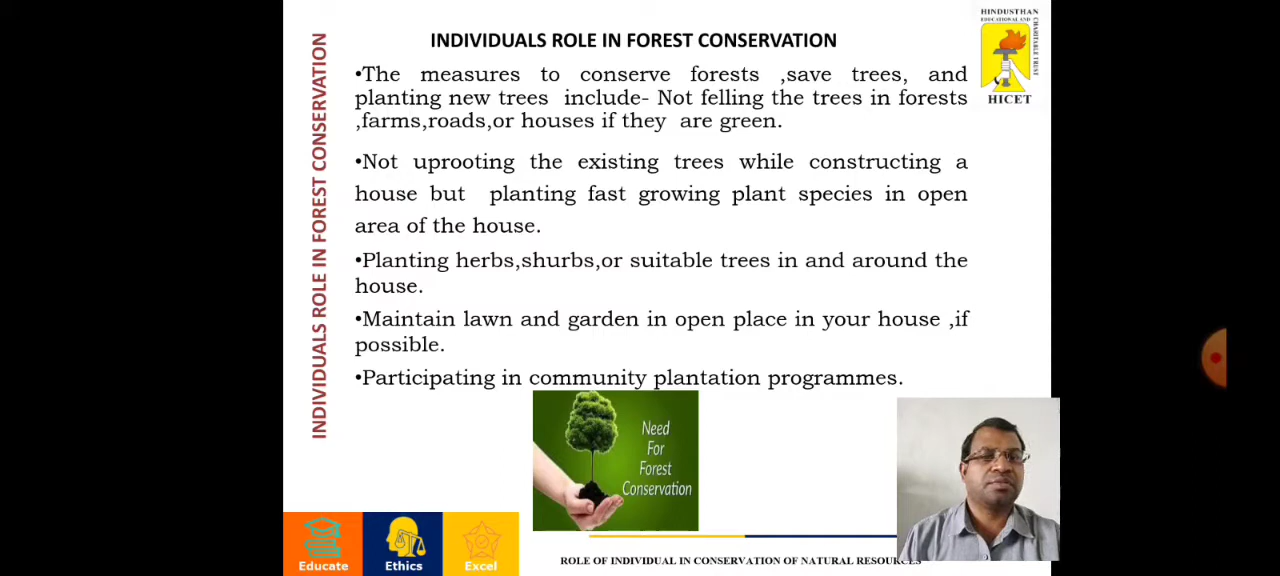 INDIVIDUALS ROLE IN FOREST CONSERVATION
INDIVIDUALS ROLE IN FOREST CONSERVATION
HINDUSTHAN
EDUCATIONAL AND
CHARITABLE TRUST
HICET
•The measures to conserve forests ,save trees, and
planting new trees include- Not felling the trees in forests
,farms,roads,or houses if they are green.
•Not uprooting the existing trees while constructing a
house but planting fast growing plant species in open
area of the house.
•Planting herbs,shurbs,or suitable trees in and around the
house.
•Maintain lawn and garden in open place in your house ,if
possible.
•Participating in community plantation programmes.
Need
For
Forest
Conservation
Educate
Ethics
Excel
ROLE OF INDIVIDUAL IN CONSERVATION OF NATURAL RESOURCES